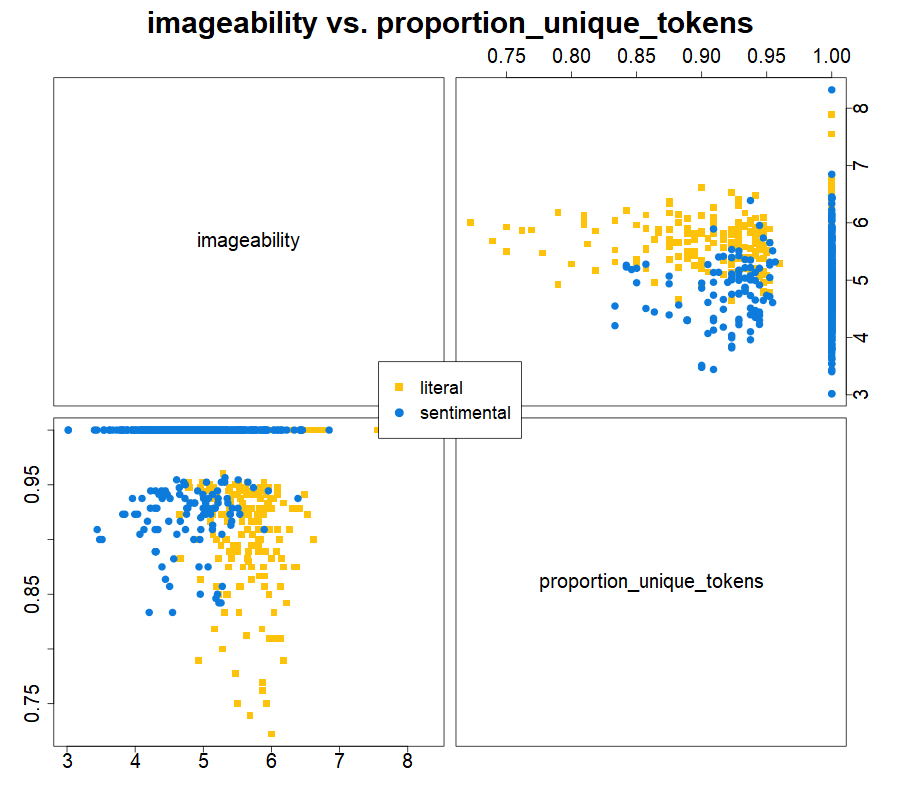 imageability vs. proportion_unique_tokens
0.75 0.80 0.85 0.90 0.95 1.00
imageability
8
7
6
5
4
3
literal
sentimental
0.95
0.85
0.75
proportion_unique_tokens
3 4 5 6 7 8